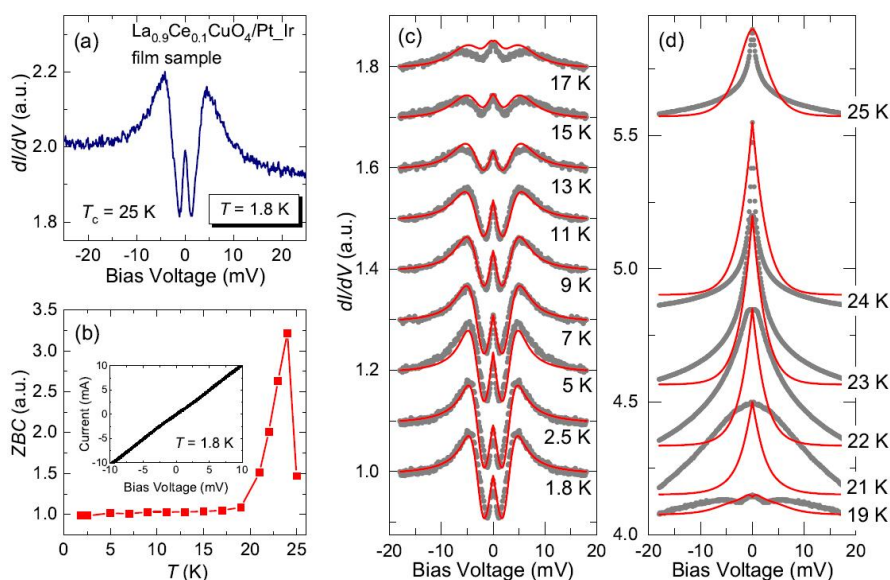 (a)
La0.9Ce0.1CuO4/Pt_Ir
film sample
2.2
2.0
1.8
dI/dV (a.u.)
Tc = 25 K
T = 1.8 K
-20 -10 0 10 20
Bias Voltage (mV)
(b)
3.5
3.0
2.5
2.0
1.5
1.0
ZBC (a.u.)
10
5
0
-5
-10
Current (mA)
T = 1.8 K
-10 -5 0 5 10
Bias Voltage (mV)
0 5 10 15 20 25
T (K)
(c)
1.8
1.6
1.4
1.2
1.0
dI/dV (a.u.)
17 K
15 K
13 K
11 K
9 K
7 K
5 K
2.5 K
1.8 K
-20 -10 0 10 20
Bias Voltage (mV)
(d)
5.5
5.0
4.5
4.0
25 K
24 K
23 K
22 K
21 K
19 K
-20 -10 0 10 20
Bias Voltage (mV)